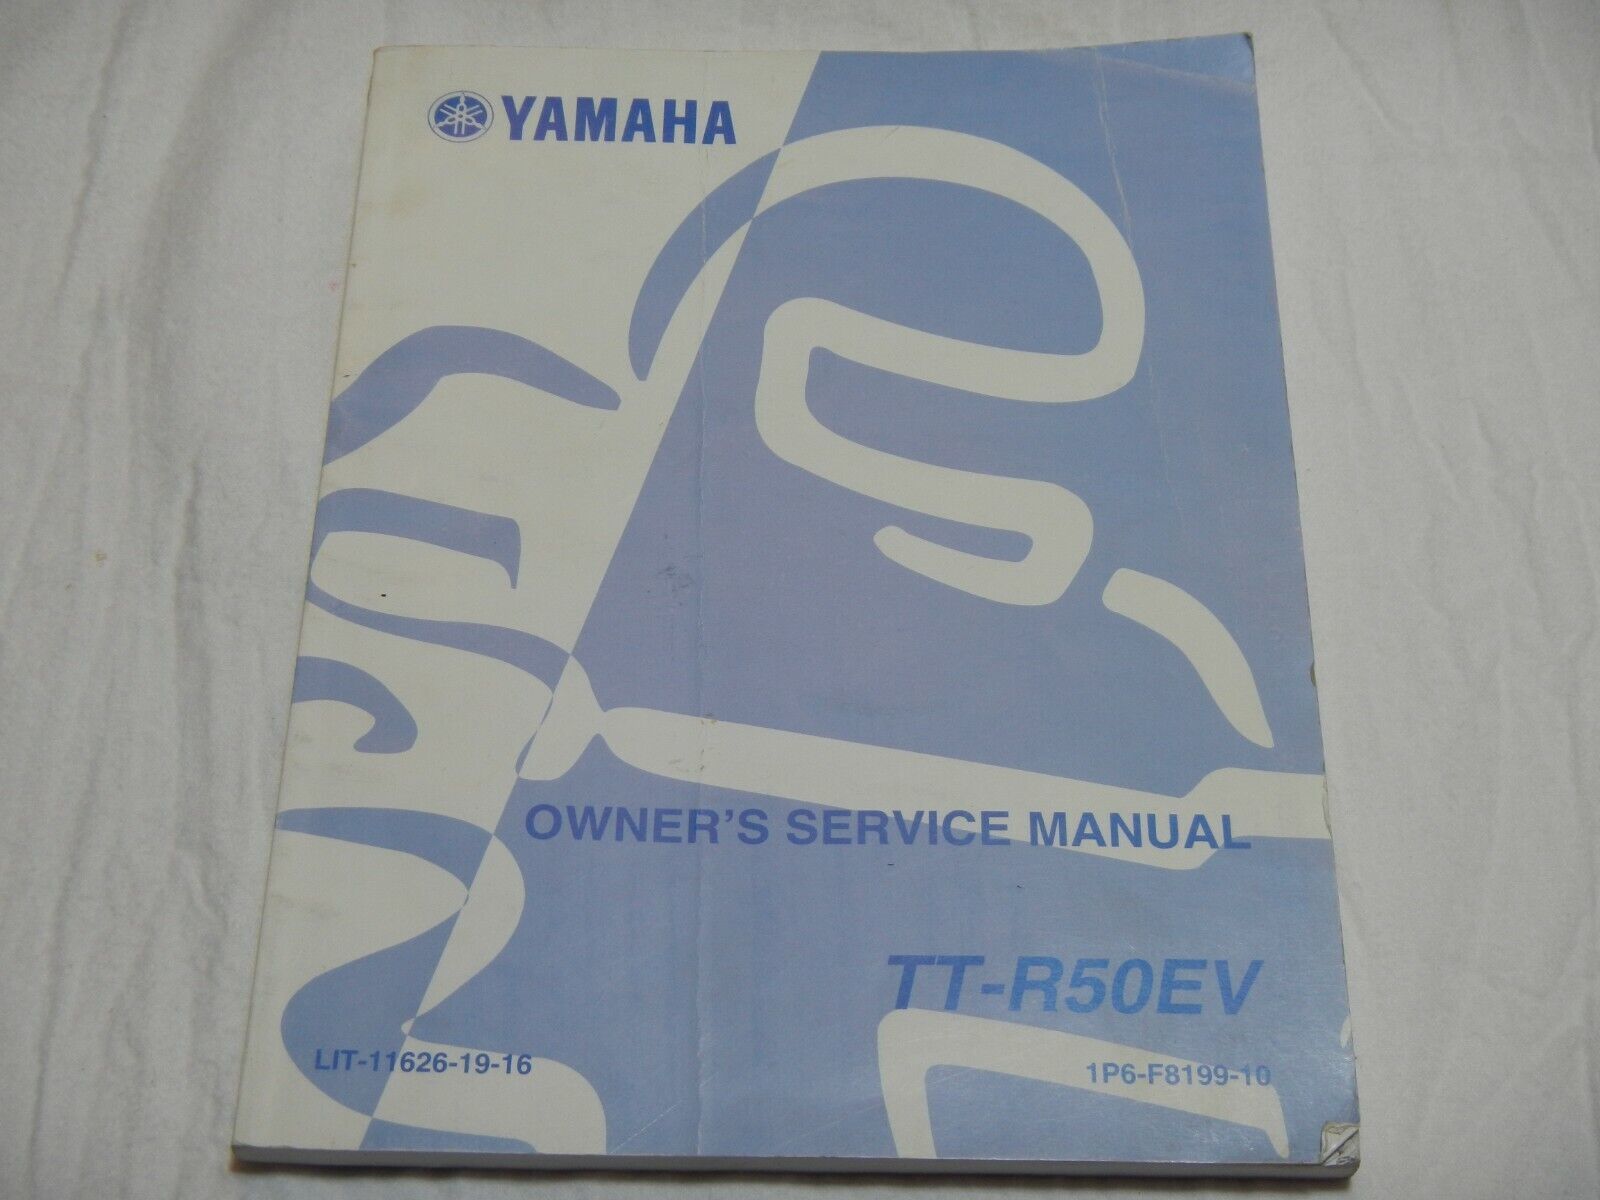 YAMAHA
OWNER'S SERVICE MANUAL
TT-R50EV
LIT-11626-19-16
1P6-F8199-10